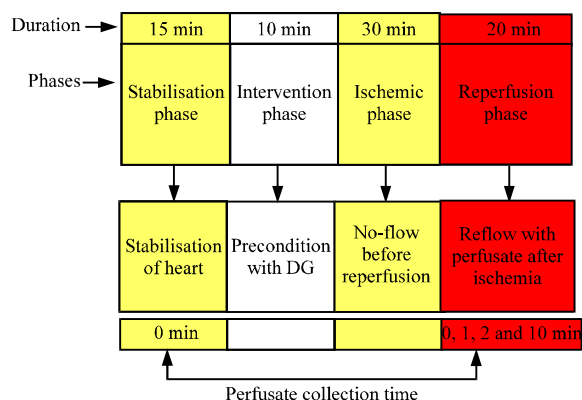 Duration
15 min
10 min
30 min
20 min
Phases
Stabilisation
phase
Intervention
phase
Ischemic
phase
Reperfusion
phase
Stabilisation
of heart
Precondition
with DG
No-flow
before
reperfusion
Reflow with
perfusate after
ischemia
0 min
0, 1, 2 and 10 min
Perfusate collection time